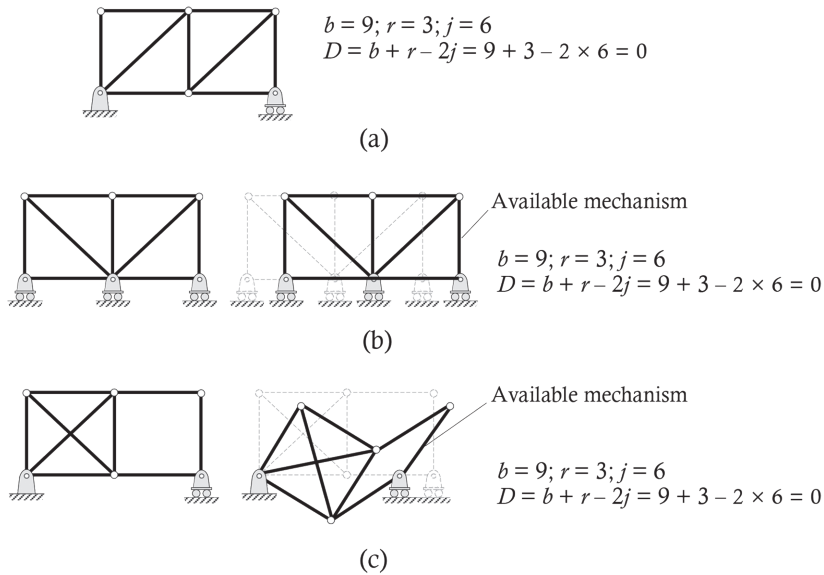 b = 9; r = 3; j = 6
D = b + r – 2j = 9 + 3 – 2 × 6 = 0
(a)
Available mechanism
b = 9; r = 3; j = 6
D = b + r – 2j = 9 + 3 – 2 × 6 = 0
(b)
Available mechanism
b = 9; r = 3; j = 6
D = b + r – 2j = 9 + 3 – 2 × 6 = 0
(c)